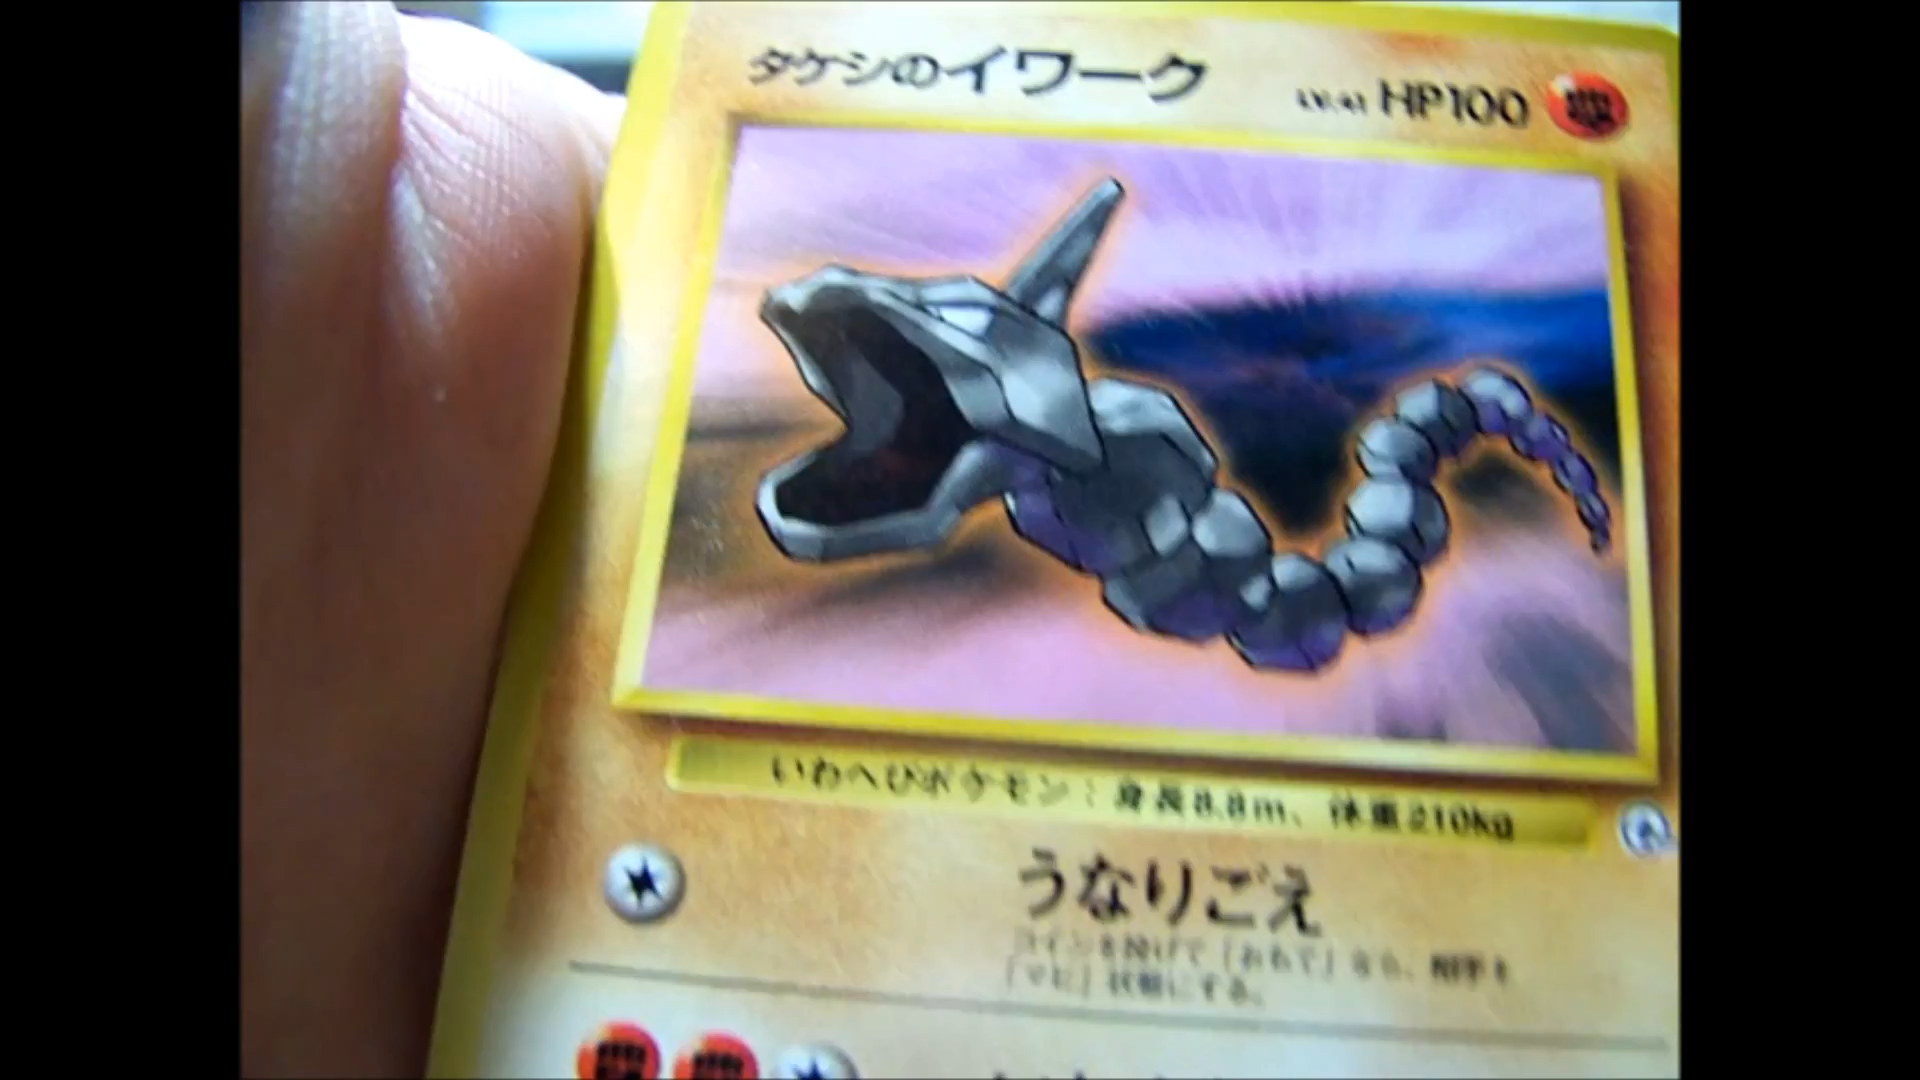 タケシのイワーク
LV.41 HP100
いわへびポケモン：身長8.8m、体重210kg
うなりごえ
コインを投げて「おもて」なら、相手を
「マヒ」状態にする。